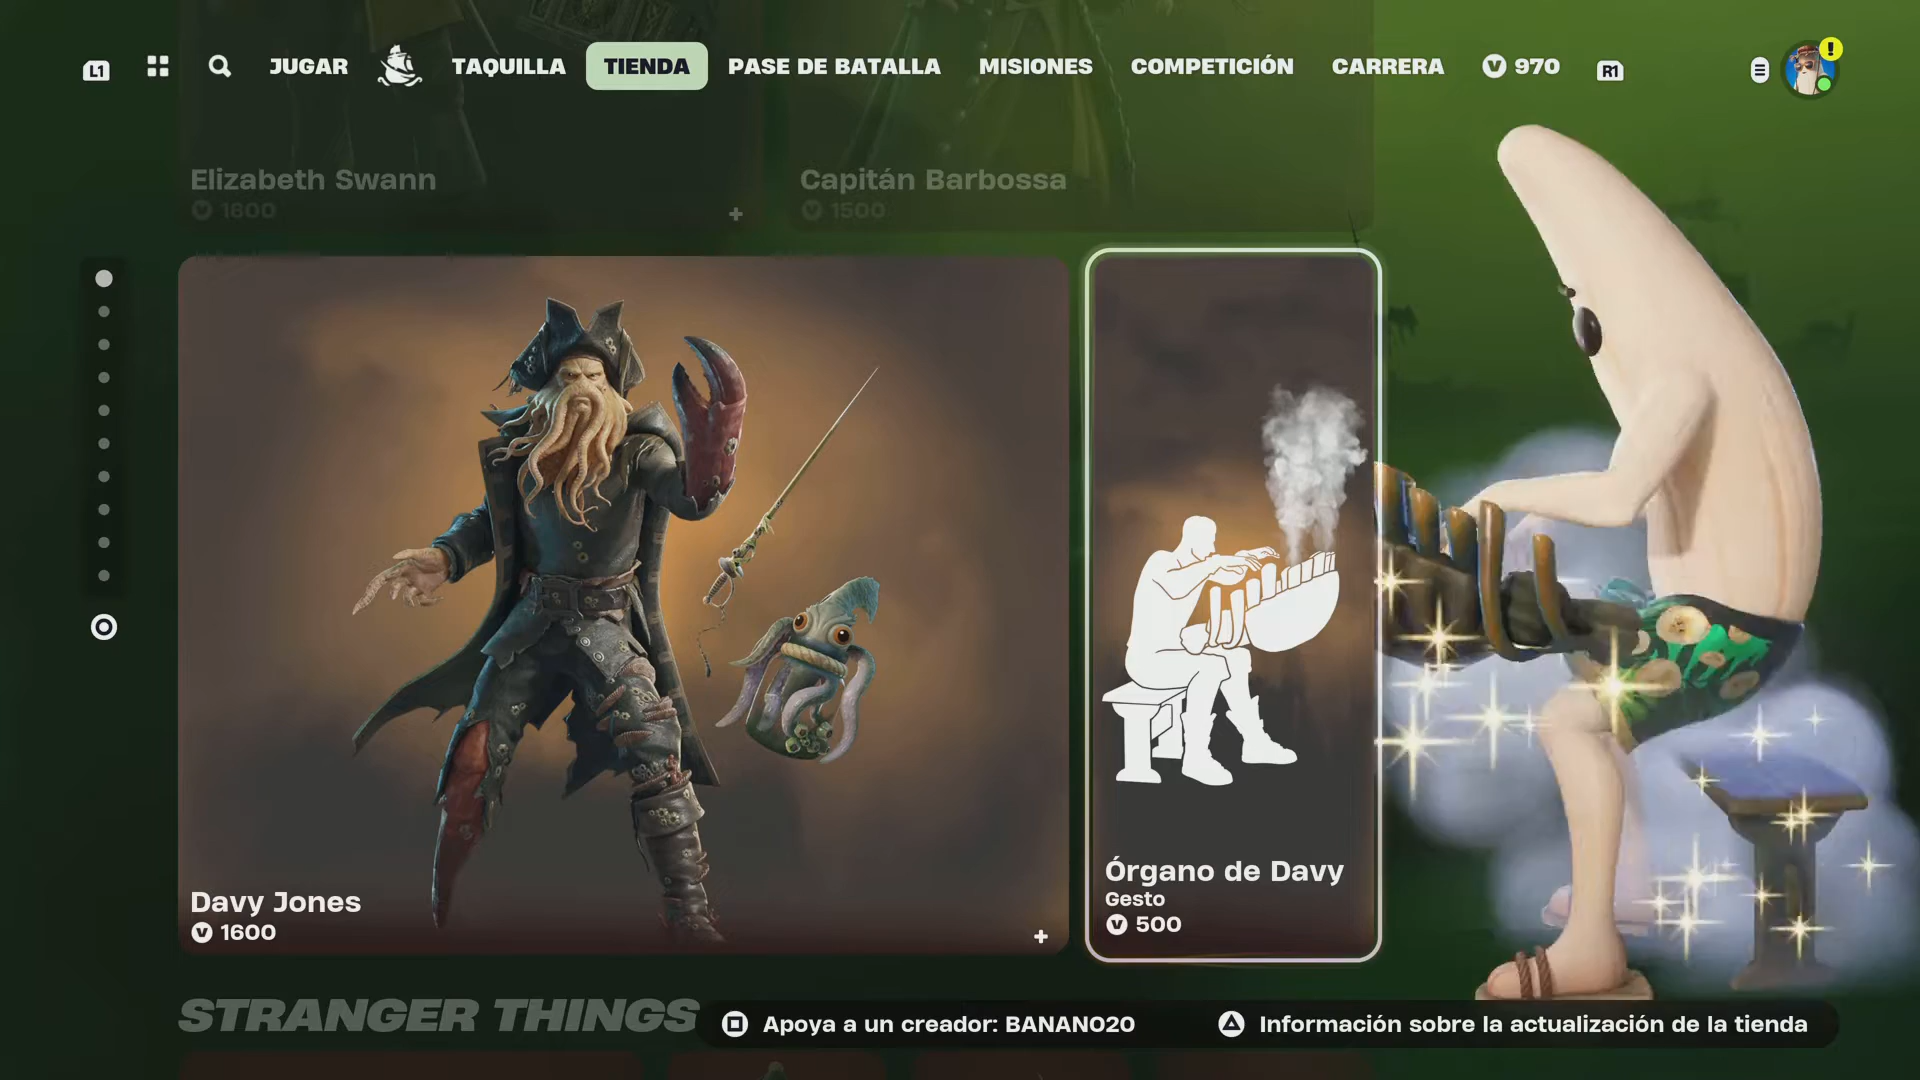 L1
JUGAR
TAQUILLA
TIENDA
PASE DE BATALLA
MISIONES
COMPETICIÓN
CARRERA
970
R1
Elizabeth Swann
1600
Capitán Barbossa
1500
Davy Jones
1600
Órgano de Davy
Gesto
500
STRANGER THINGS
Apoya a un creador: BANANO20
Información sobre la actualización de la tienda